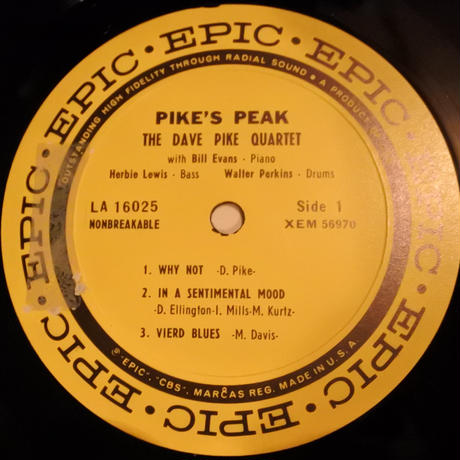 EPIC • EPIC • EPIC • EPIC • EPIC • EPIC • EPIC • EPIC
OUTSTANDING HIGH FIDELITY THROUGH RADIAL SOUND • A PRODUCT OF
PIKE'S PEAK
THE DAVE PIKE QUARTET
with Bill Evans - Piano
Herbie Lewis - Bass Walter Perkins - Drums
LA 16025 Side 1
NONBREAKABLE XEM 56970
1. WHY NOT -D. Pike-
2. IN A SENTIMENTAL MOOD
-D. Ellington-I. Mills-M. Kurtz-
3. VIERD BLUES -M. Davis-
"EPIC", "CBS", MARCAS REG. MADE IN U.S.A.